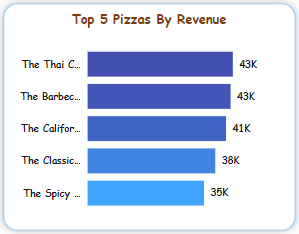 Top 5 Pizzas By Revenue
The Thai C... 43K
The Barbec... 43K
The Califor... 41K
The Classic... 38K
The Spicy ... 35K